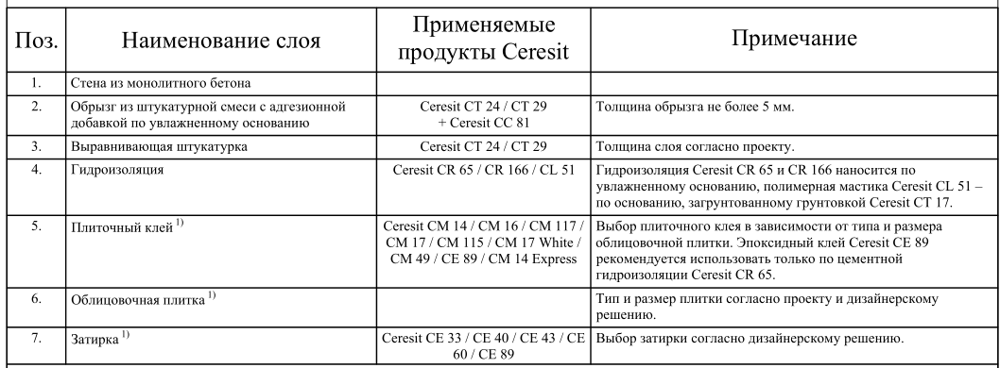 Поз.
Наименование слоя
Применяемые
продукты Ceresit
Примечание
1.
Стена из монолитного бетона
2.
Обрызг из штукатурной смеси с адгезионной
добавкой по увлажненному основанию
Ceresit CT 24 / CT 29
+ Ceresit CC 81
Толщина обрызга не более 5 мм.
3.
Выравнивающая штукатурка
Ceresit CT 24 / CT 29
Толщина слоя согласно проекту.
4.
Гидроизоляция
Ceresit CR 65 / CR 166 / CL 51
Гидроизоляция Ceresit CR 65 и CR 166 наносится по
увлажненному основанию, полимерная мастика Ceresit CL 51 –
по основанию, загрунтованному грунтовкой Ceresit CT 17.
5.
Плиточный клей 1)
Ceresit CM 14 / CM 16 / CM 117 /
CM 17 / CM 115 / CM 17 White /
CM 49 / CE 89 / CM 14 Express
Выбор плиточного клея в зависимости от типа и размера
облицовочной плитки. Эпоксидный клей Ceresit CE 89
рекомендуется использовать только по цементной
гидроизоляции Ceresit CR 65.
6.
Облицовочная плитка 1)
Тип и размер плитки согласно проекту и дизайнерскому
решению.
7.
Затирка 1)
Ceresit CE 33 / CE 40 / CE 43 / CE
60 / CE 89
Выбор затирки согласно дизайнерскому решению.